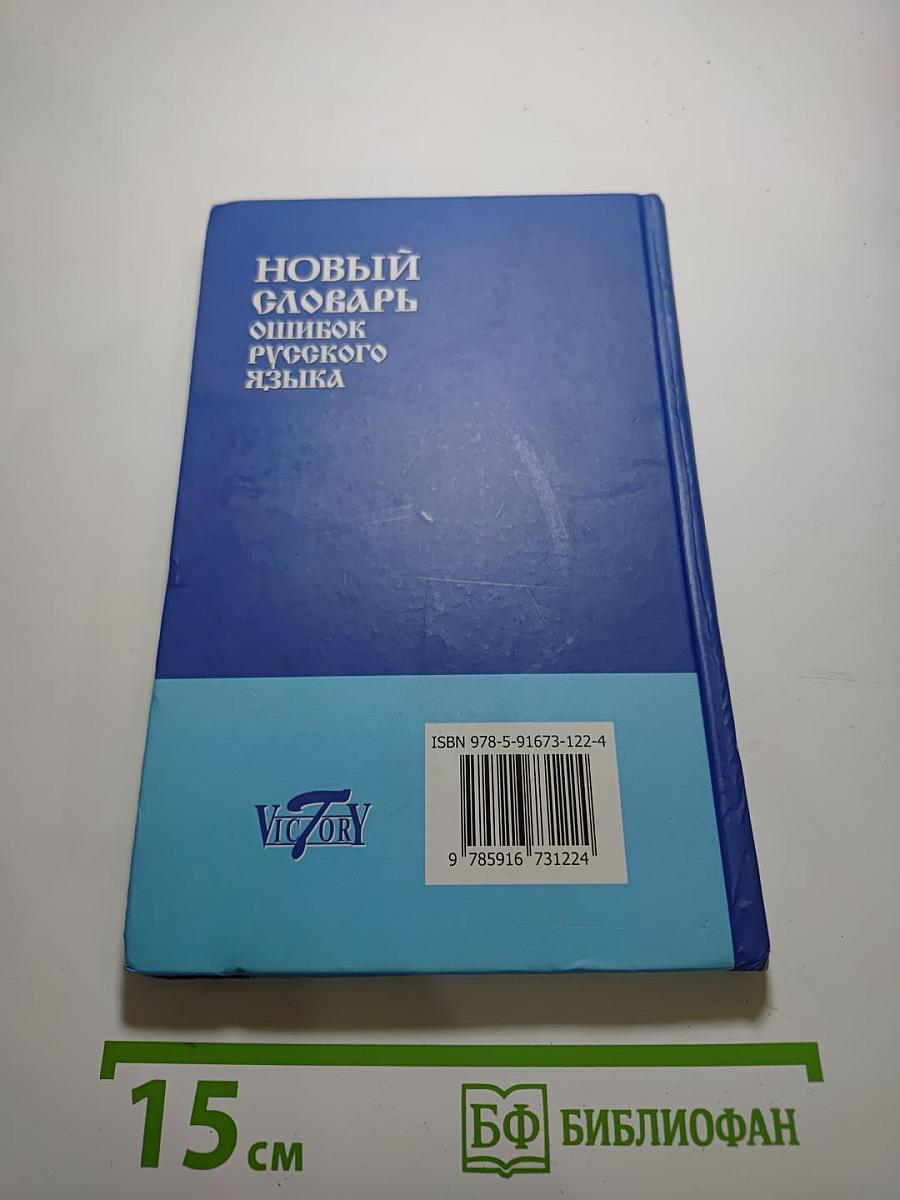 НОВЫЙ
СЛОВАРЬ
ОШИБОК
РУССКОГО
ЯЗЫКА
ISBN 978-5-91673-122-4
VICTORY
9 785916 731224
15 см
БФ БИБЛИОФАН